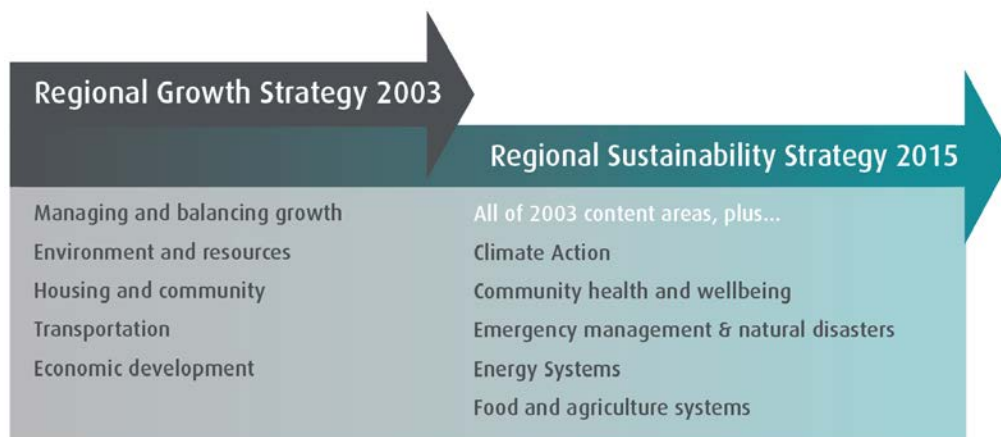 Regional Growth Strategy 2003
Managing and balancing growth
Environment and resources
Housing and community
Transportation
Economic development
Regional Sustainability Strategy 2015
All of 2003 content areas, plus...
Climate Action
Community health and wellbeing
Emergency management & natural disasters
Energy Systems
Food and agriculture systems